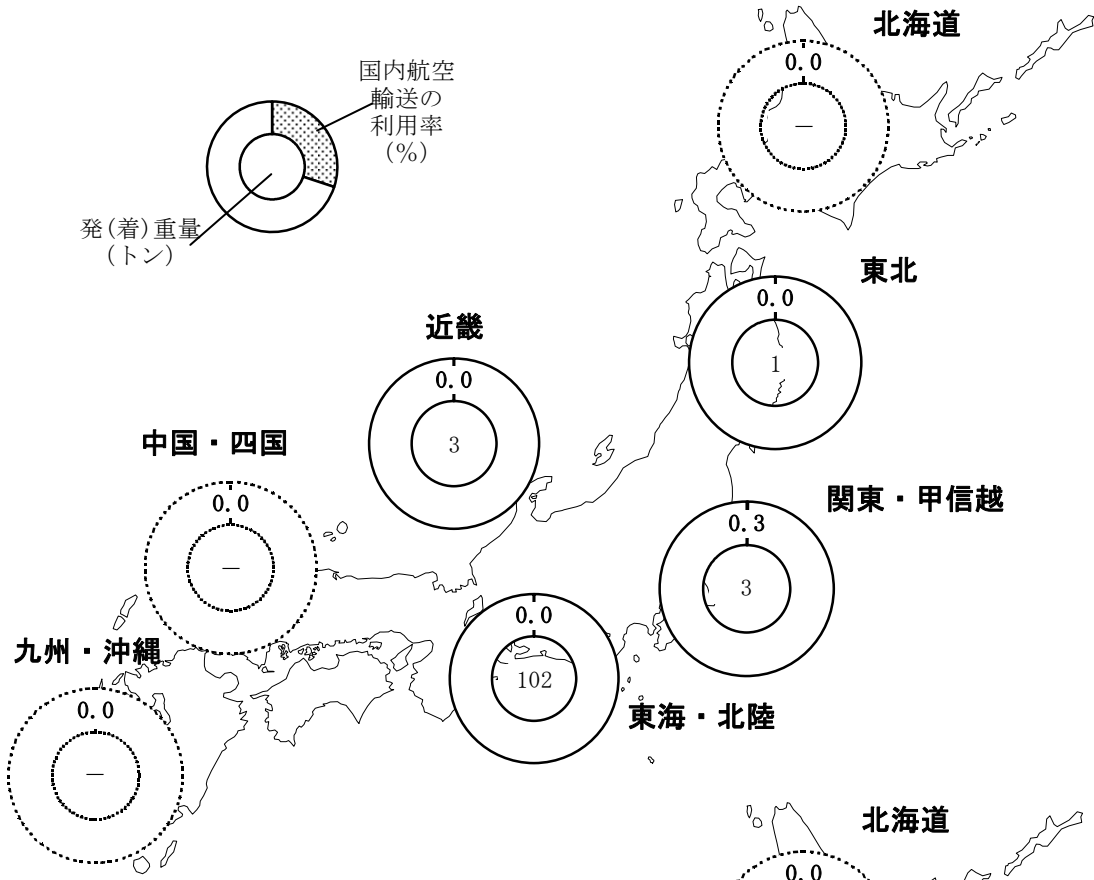 国内航空
輸送の
利用率
(%)
発(着)重量
(トン)
北海道
0.0
－
東北
0.0
1
近畿
0.0
3
中国・四国
0.0
－
関東・甲信越
0.3
3
東海・北陸
0.0
102
九州・沖縄
0.0
－
北海道
0.0